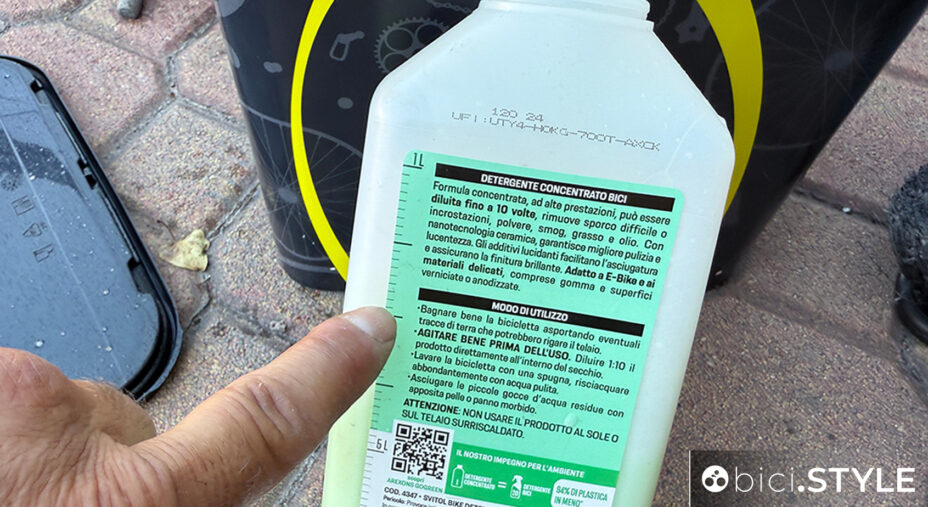 120 24
UFI:UTY4-H0KG-700T-AXCK
1L
DETERGENTE CONCENTRATO BICI
Formula concentrata, ad alte prestazioni, può essere
diluita fino a 10 volte, rimuove sporco difficile o
incrostazioni, polvere, smog, grasso e olio. Con
nanotecnologia ceramica, garantisce migliore pulizia e
lucentezza. Gli additivi lucidanti facilitano l'asciugatura
e assicurano la finitura brillante. Adatto a E-Bike e ai
materiali delicati, comprese gomma e superfici
verniciate o anodizzate.
MODO DI UTILIZZO
•Bagnare bene la bicicletta asportando eventuali
tracce di terra che potrebbero rigare il telaio.
•AGITARE BENE PRIMA DELL'USO. Diluire 1:10 il
prodotto direttamente all'interno del secchio.
•Lavare la bicicletta con una spugna, risciacquare
abbondantemente con acqua pulita.
•Asciugare le piccole gocce d'acqua residue con
apposita pelle o panno morbido.
ATTENZIONE: NON USARE IL PRODOTTO AL SOLE O
SUL TELAIO SURRISCALDATO.
IL NOSTRO IMPEGNO PER L'AMBIENTE
DETERGENTE
CONCENTRATO
=
DETERGENTE
BICI
94% DI PLASTICA
IN MENO*
scopri
AREXONS GOGREEN
COD. 4347 • SVITOL BIKE
bici.STYLE